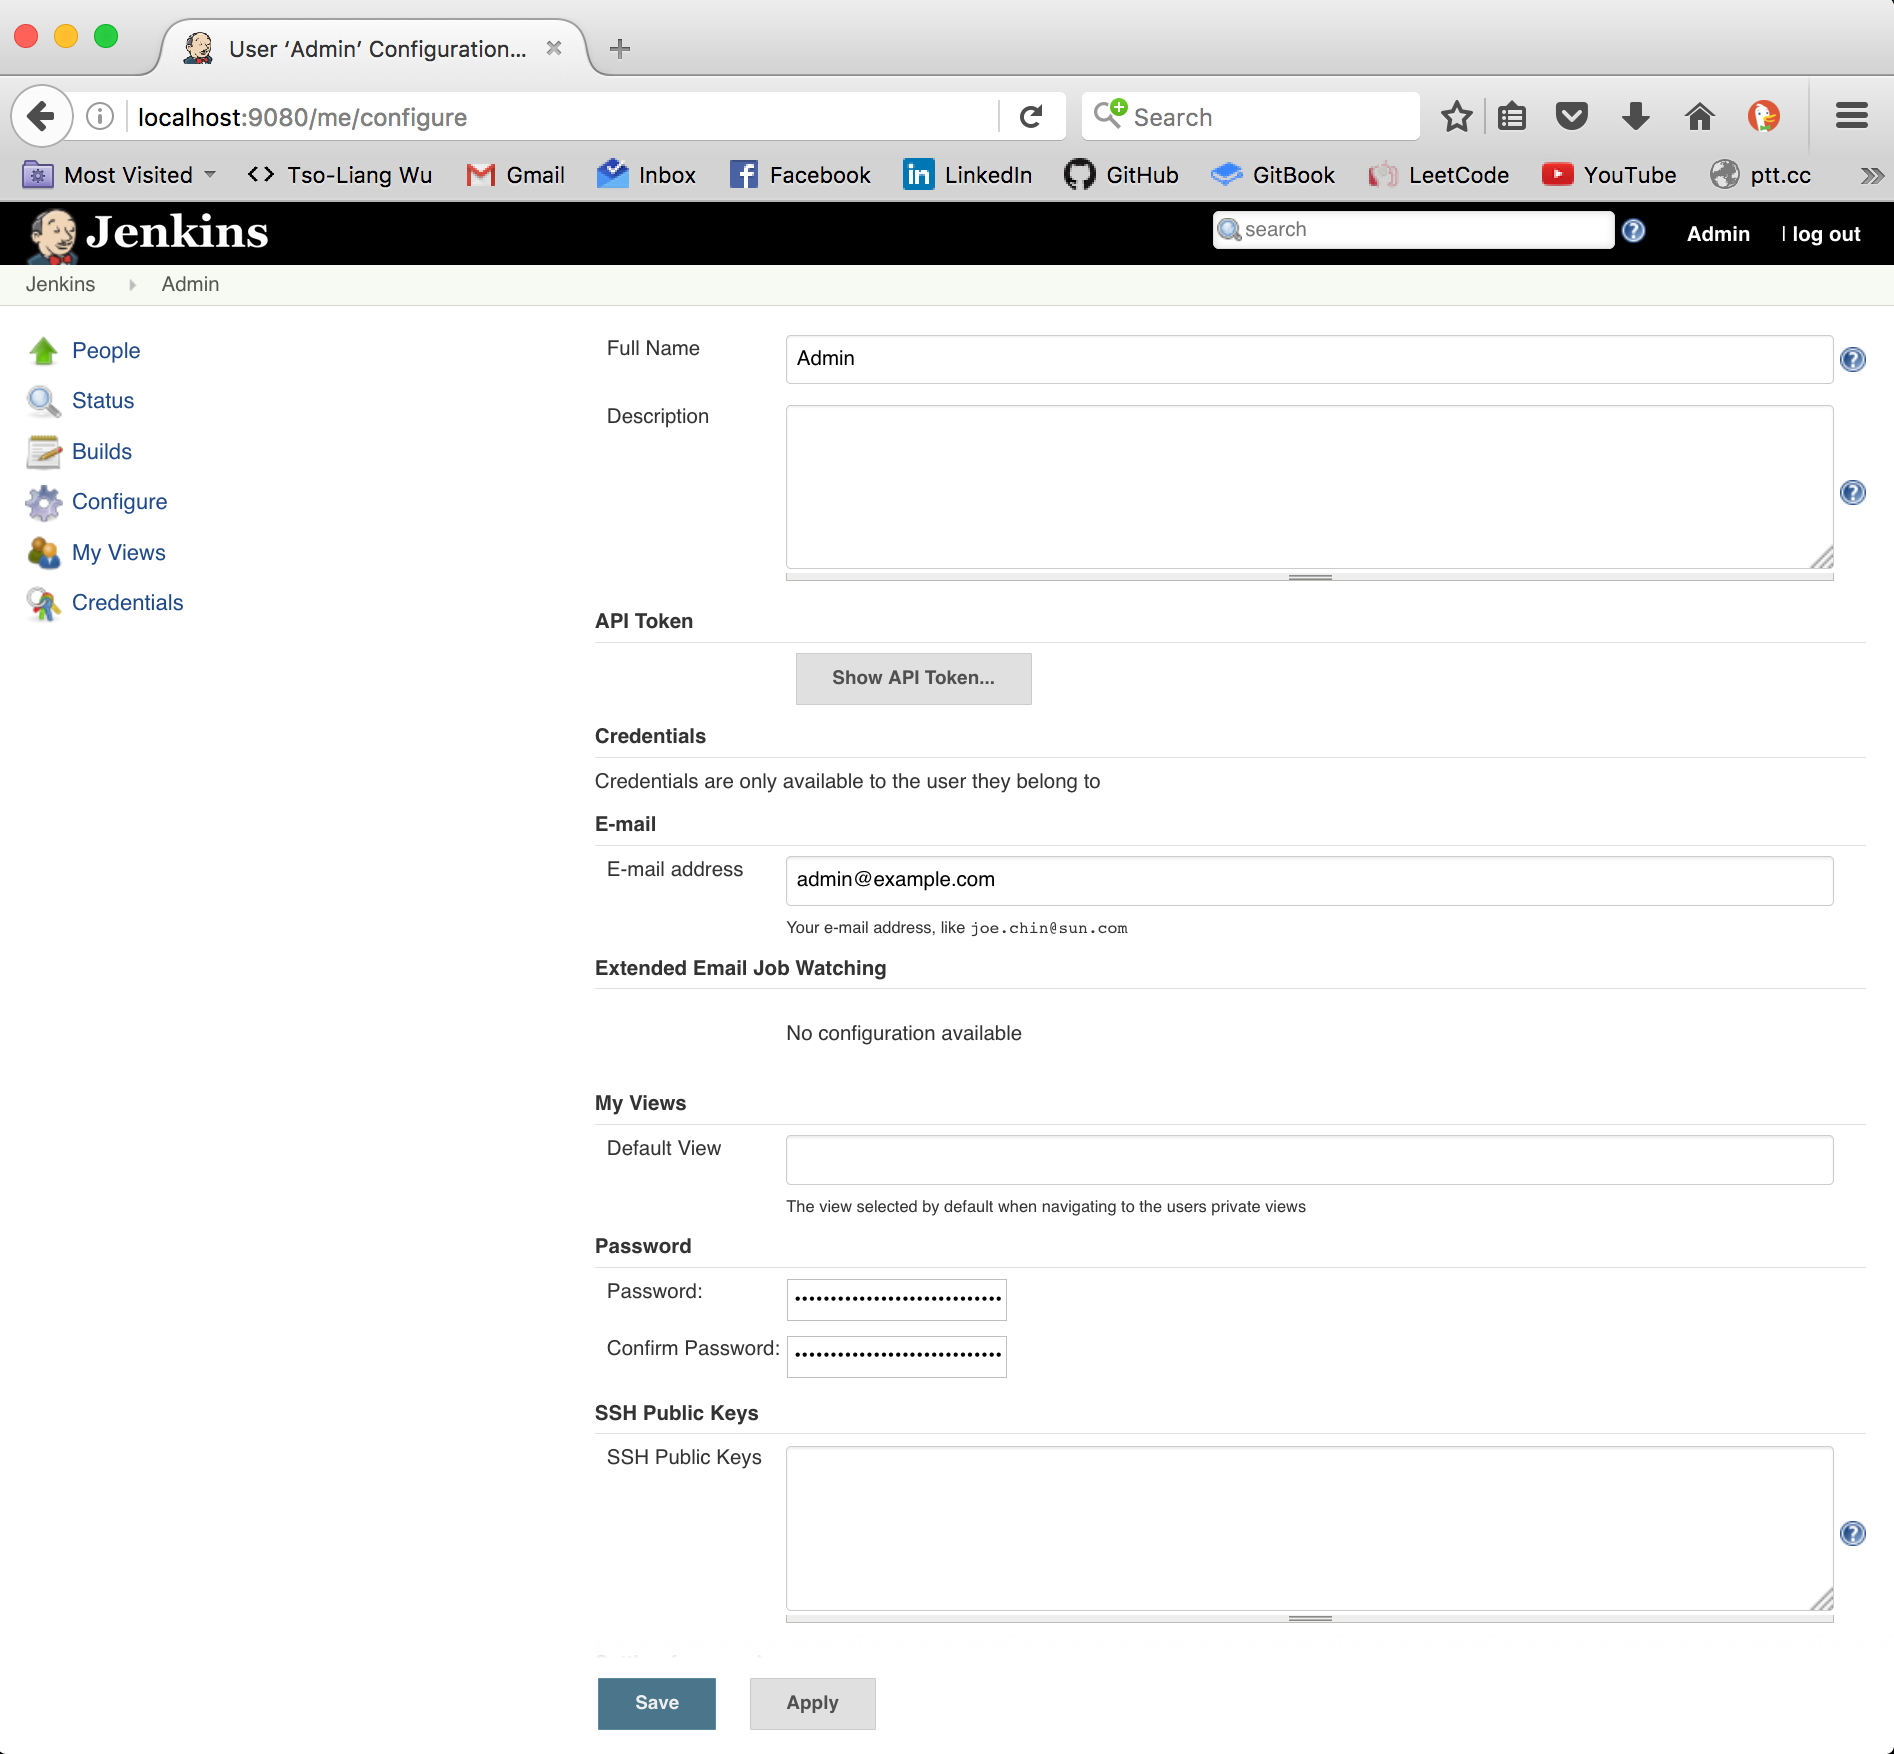 User ‘Admin’ Configuration...
localhost:9080/me/configure
Search
Most Visited
Tso-Liang Wu
Gmail
Inbox
Facebook
LinkedIn
GitHub
GitBook
LeetCode
YouTube
ptt.cc
Jenkins
search
Admin
| log out
Jenkins
Admin
People
Status
Builds
Configure
My Views
Credentials
Full Name
Admin
Description
API Token
Show API Token...
Credentials
Credentials are only available to the user they belong to
E-mail
E-mail address
admin@example.com
Your e-mail address, like joe.chin@sun.com
Extended Email Job Watching
No configuration available
My Views
Default View
The view selected by default when navigating to the users private views
Password
Password:
Confirm Password:
SSH Public Keys
SSH Public Keys
Save
Apply